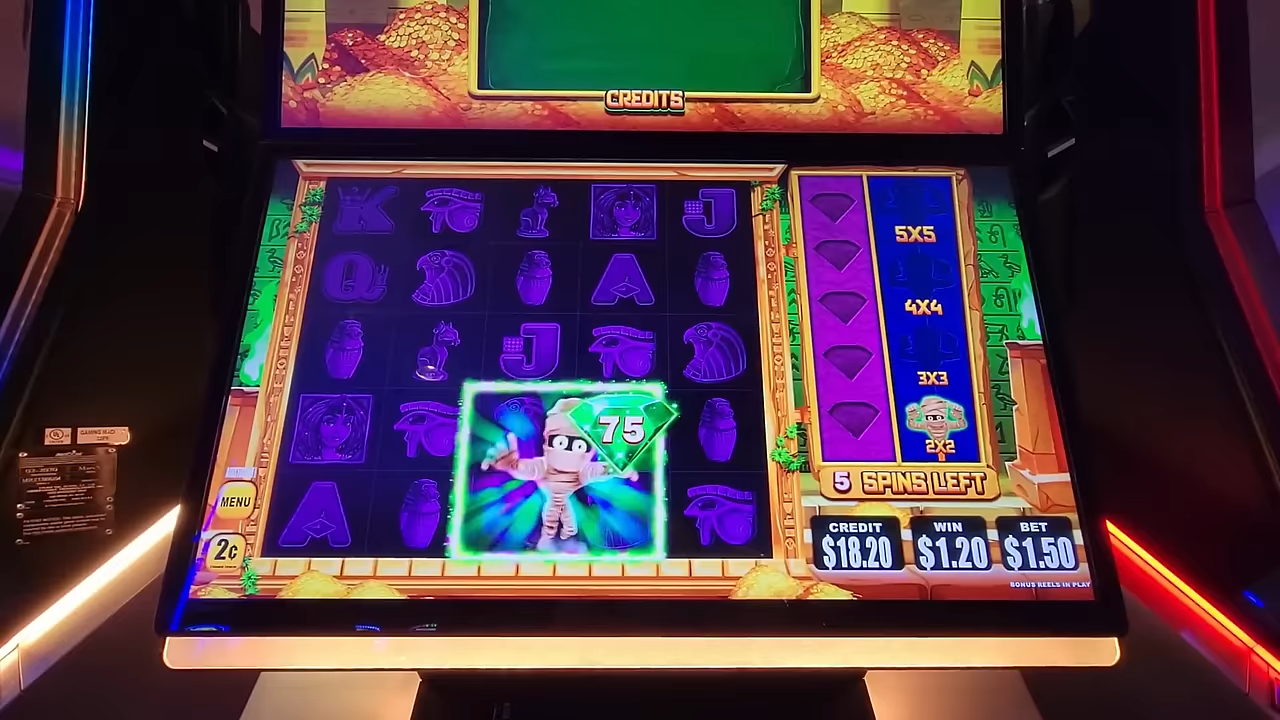 CREDITS
K
J
Q
A
J
A
75
5X5
4X4
3X3
2X2
5 SPINS LEFT
MENU
2¢
CREDIT WIN BET
$18.20 $1.20 $1.50
BONUS REELS IN PLAY